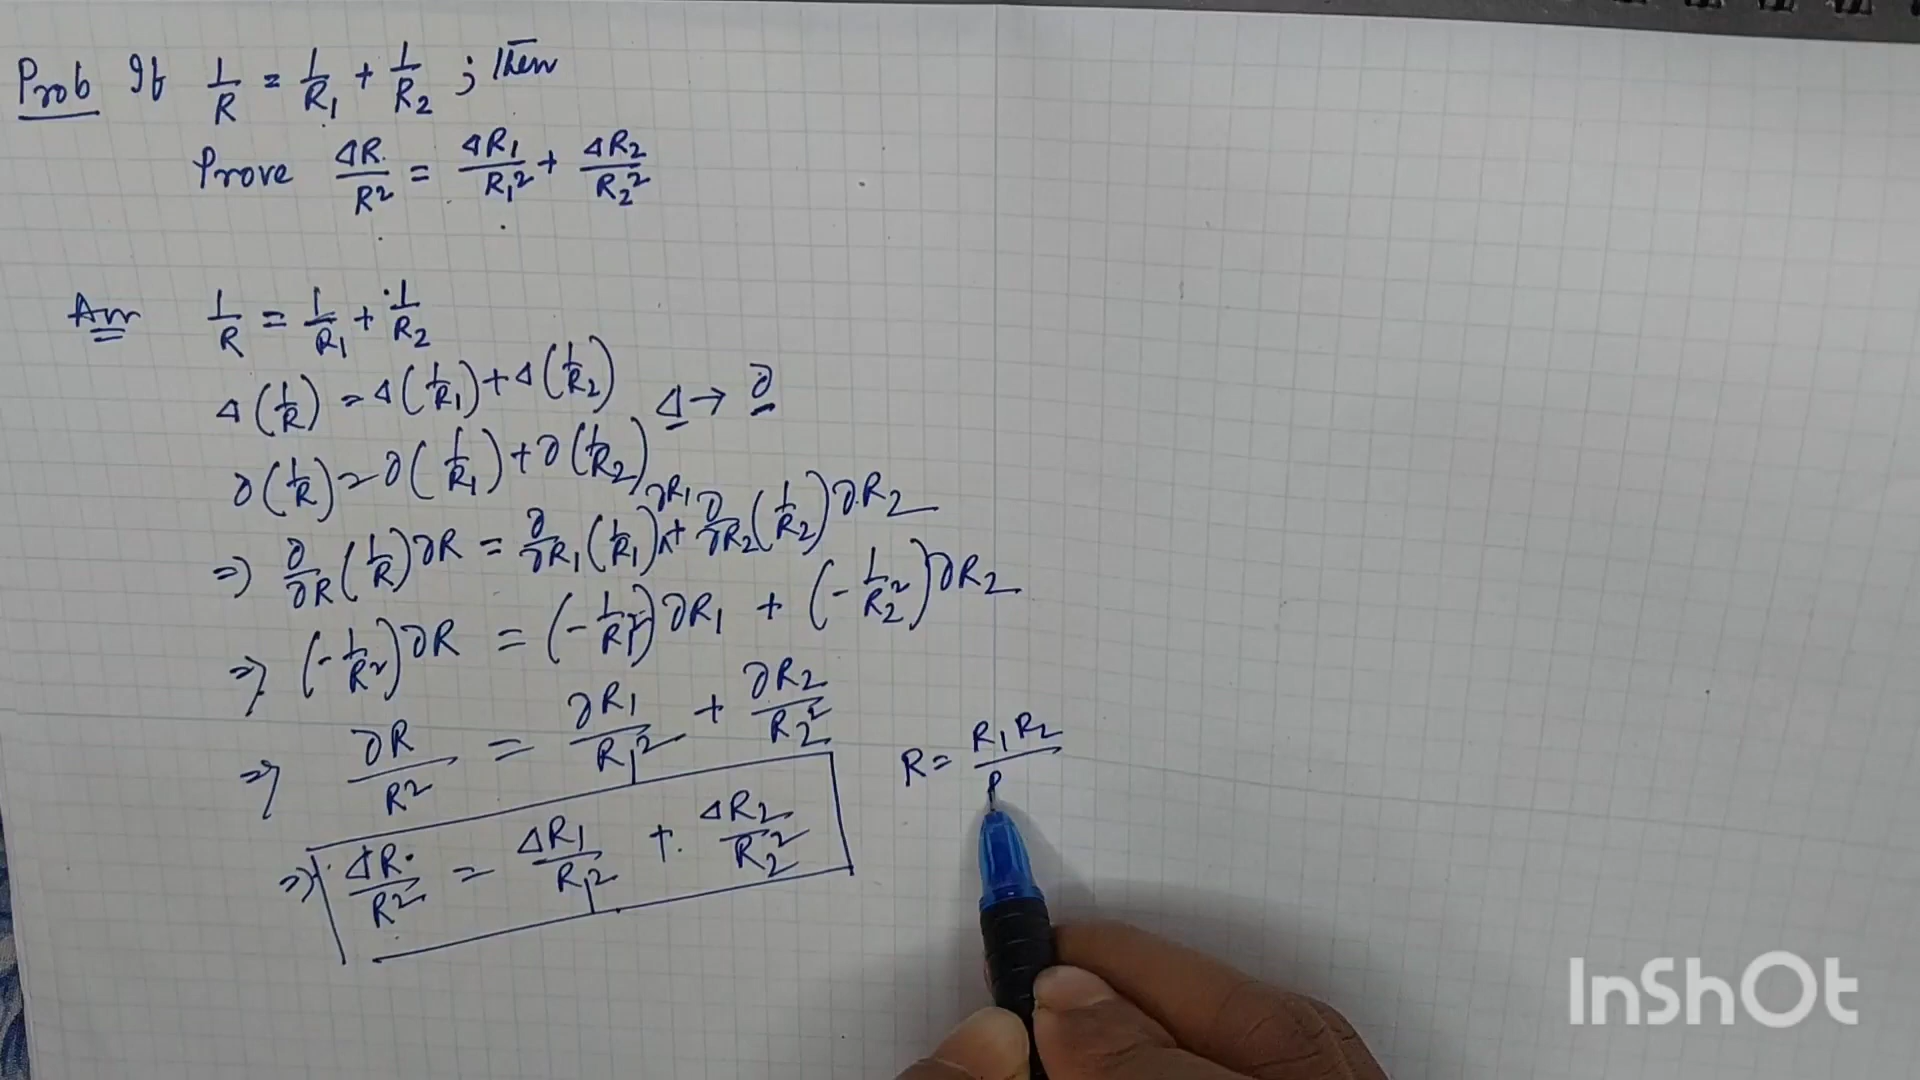 Prob If 1/R = 1/R₁ + 1/R₂ ; Then
Prove ΔR/R² = ΔR₁/R₁² + ΔR₂/R₂²
Ans 1/R = 1/R₁ + 1/R₂
Δ(1/R) = Δ(1/R₁) + Δ(1/R₂) Δ → ∂
∂(1/R) = ∂(1/R₁) + ∂(1/R₂)
⇒ ∂/∂R (1/R) ∂R = ∂/∂R₁ (1/R₁) ∂R₁ + ∂/∂R₂ (1/R₂) ∂R₂
⇒ (-1/R²) ∂R = (-1/R₁²) ∂R₁ + (-1/R₂²) ∂R₂
⇒ ∂R/R² = ∂R₁/R₁² + ∂R₂/R₂²
⇒ ΔR/R² = ΔR₁/R₁² + ΔR₂/R₂²
R = R₁R₂/R
InShOt